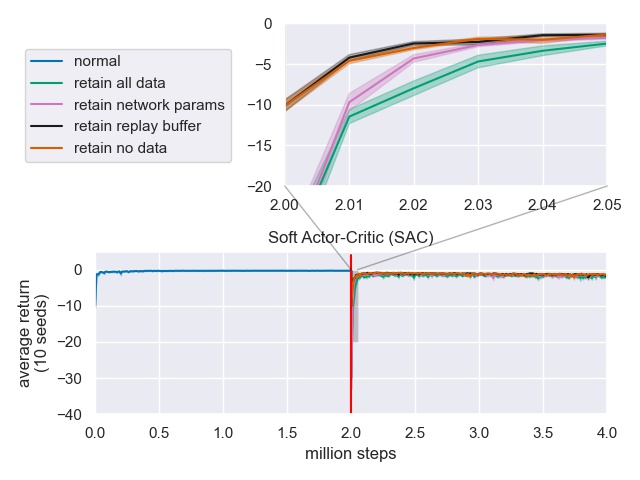 normal
retain all data
retain network params
retain replay buffer
retain no data
0
−5
−10
−15
−20
2.00 2.01 2.02 2.03 2.04 2.05
Soft Actor-Critic (SAC)
average return
(10 seeds)
0
−10
−20
−30
−40
0.0 0.5 1.0 1.5 2.0 2.5 3.0 3.5 4.0
million steps